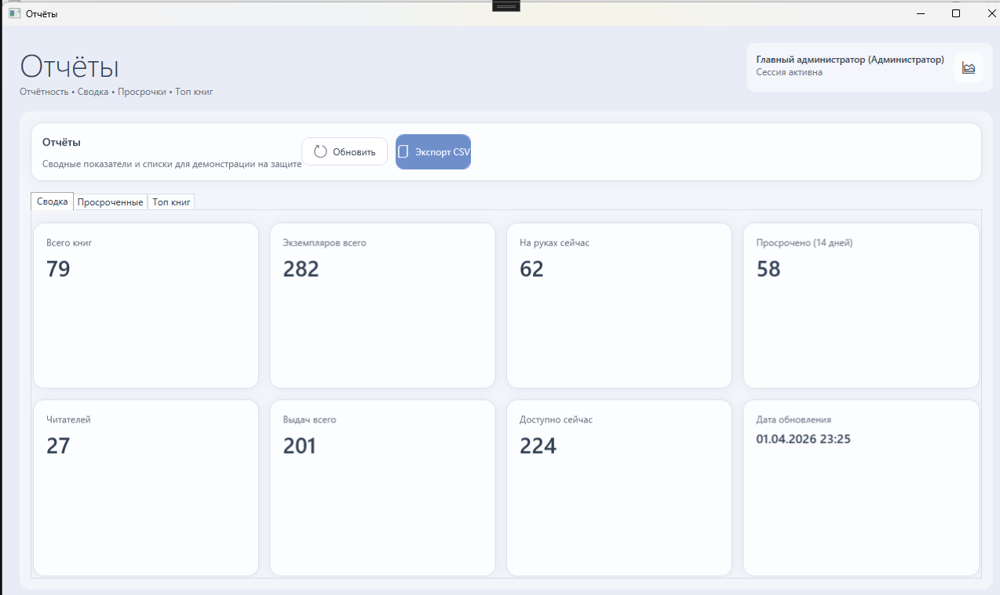 Отчёты
Отчёты
Отчётность • Сводка • Просрочки • Топ книг
Главный администратор (Администратор)
Сессия активна
Отчёты
Сводные показатели и списки для демонстрации на защите
Обновить
Экспорт CSV
Сводка
Просроченные
Топ книг
Всего книг
79
Экземпляров всего
282
На руках сейчас
62
Просрочено (14 дней)
58
Читателей
27
Выдач всего
201
Доступно сейчас
224
Дата обновления
01.04.2026 23:25